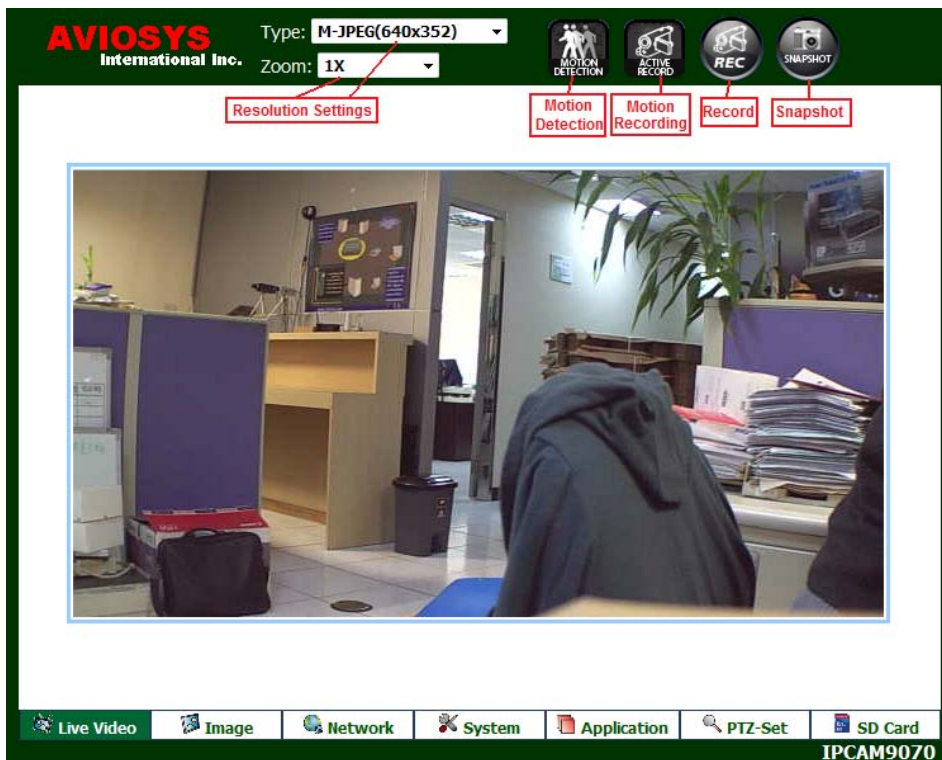 AVIOSYS
International Inc.
Type: M-JPEG(640x352)
Zoom: 1X
MOTION DETECTION
ACTIVE RECORD
REC
SNAPSHOT
Resolution Settings
Motion Detection
Motion Recording
Record
Snapshot
Live Video
Image
Network
System
Application
PTZ-Set
SD Card
IPCAM9070